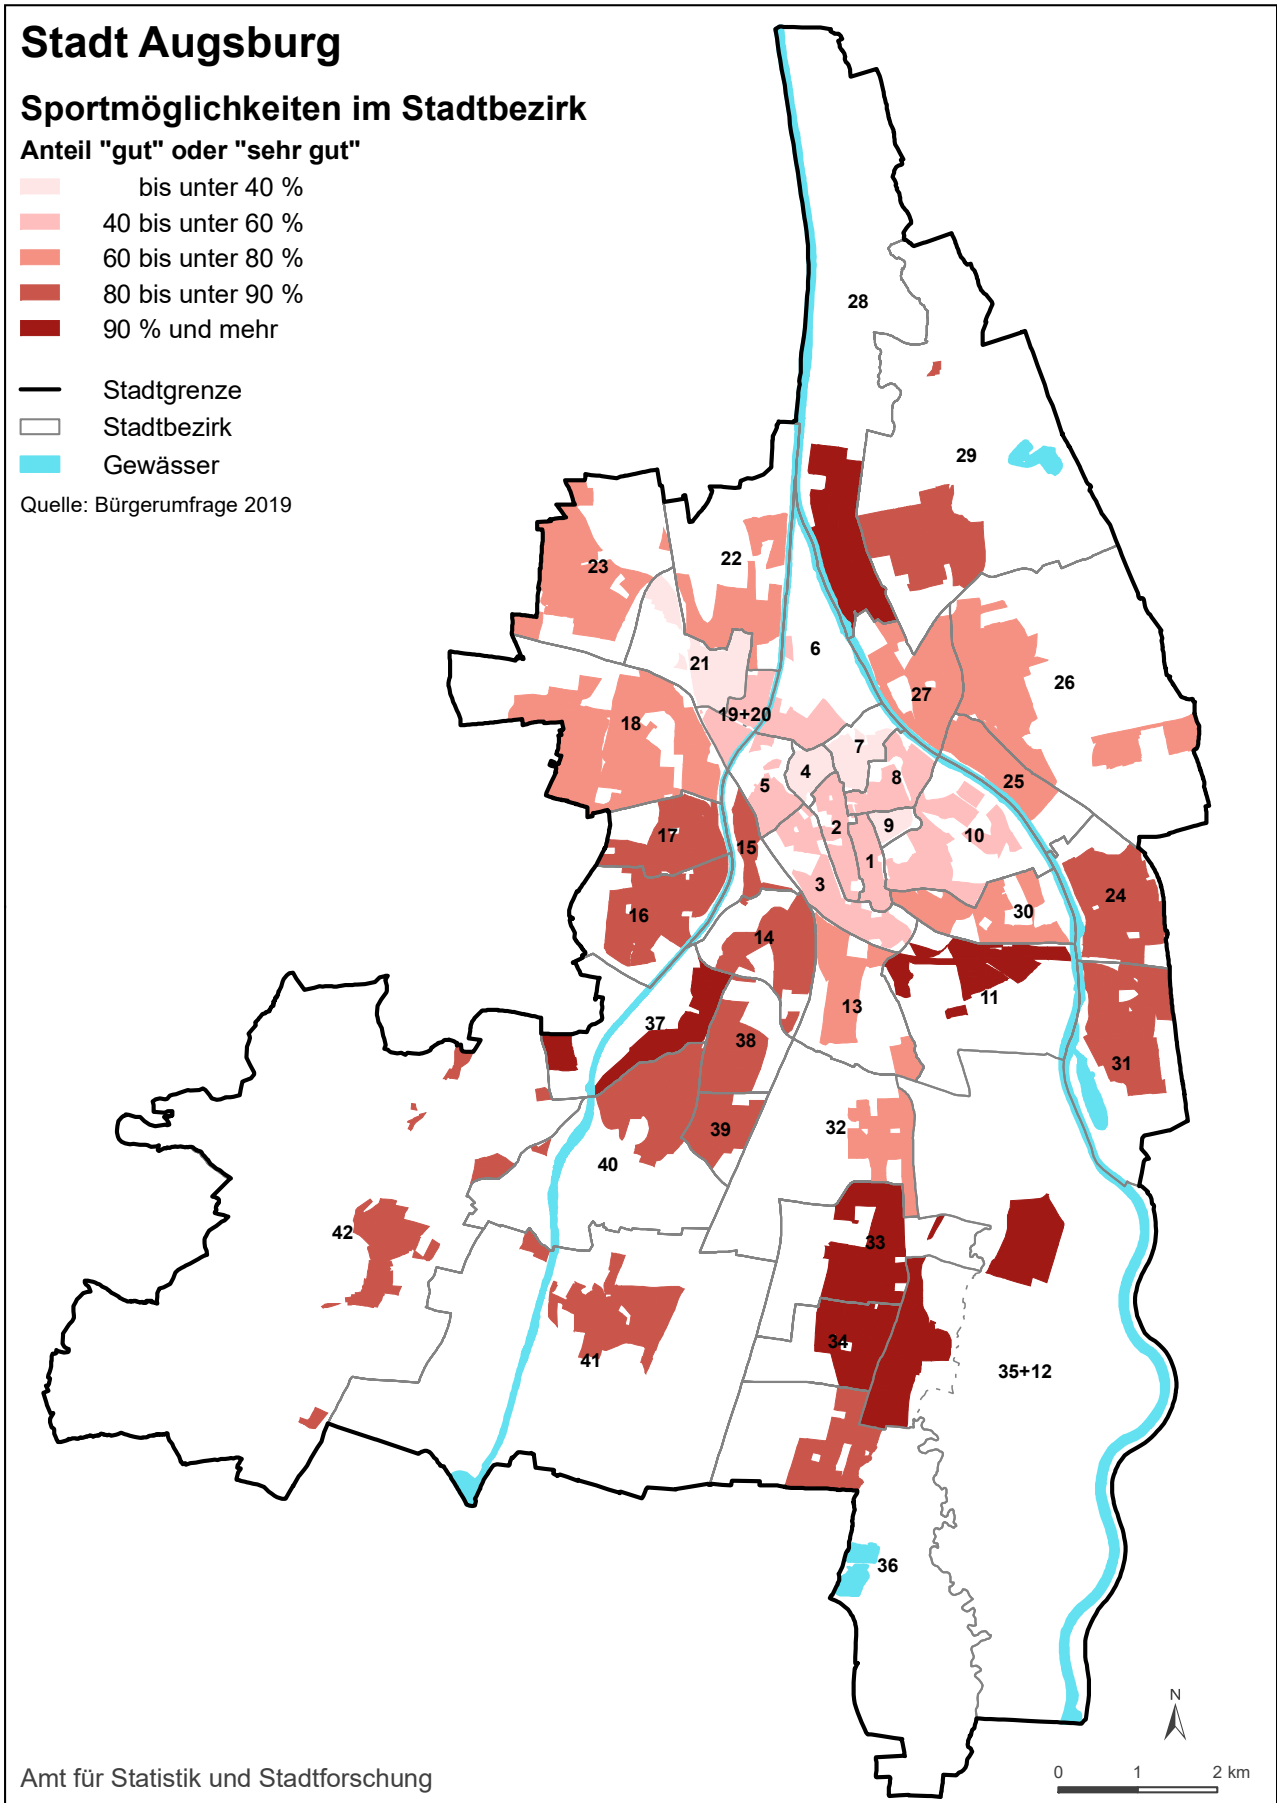 Stadt Augsburg
Sportmöglichkeiten im Stadtbezirk
Anteil "gut" oder "sehr gut"
bis unter 40 %
40 bis unter 60 %
60 bis unter 80 %
80 bis unter 90 %
90 % und mehr
Stadtgrenze
Stadtbezirk
Gewässer
Quelle: Bürgerumfrage 2019
28
29
22
23
6
21
26
27
19+20
18
7
4
8
25
5
2
9
10
17
15
1
3
24
30
16
14
11
13
37
38
31
32
39
40
42
33
34
41
35+12
36
N
0 1 2 km
Amt für Statistik und Stadtforschung